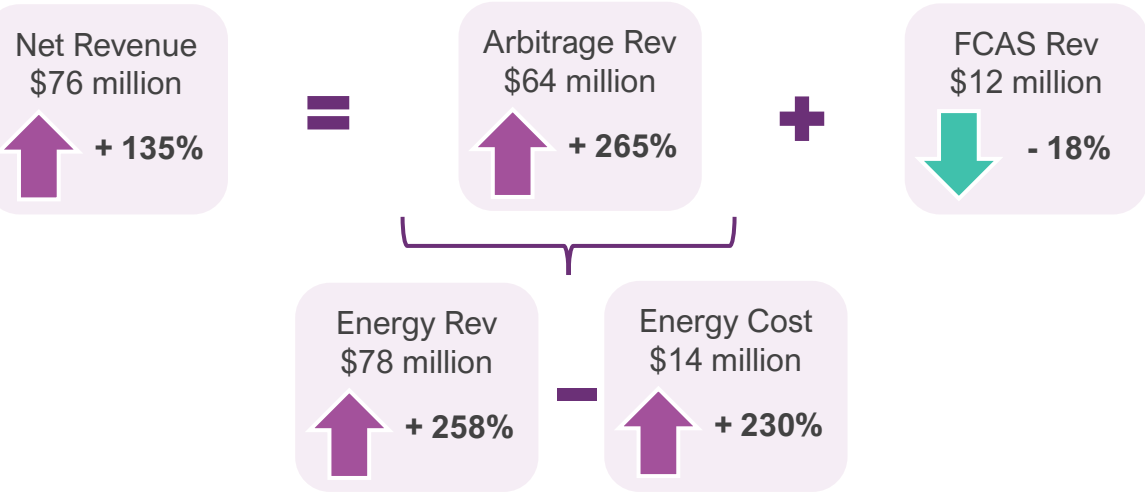 Net Revenue
$76 million
+ 135%
=
Arbitrage Rev
$64 million
+ 265%
+
FCAS Rev
$12 million
- 18%
Energy Rev
$78 million
+ 258%
-
Energy Cost
$14 million
+ 230%